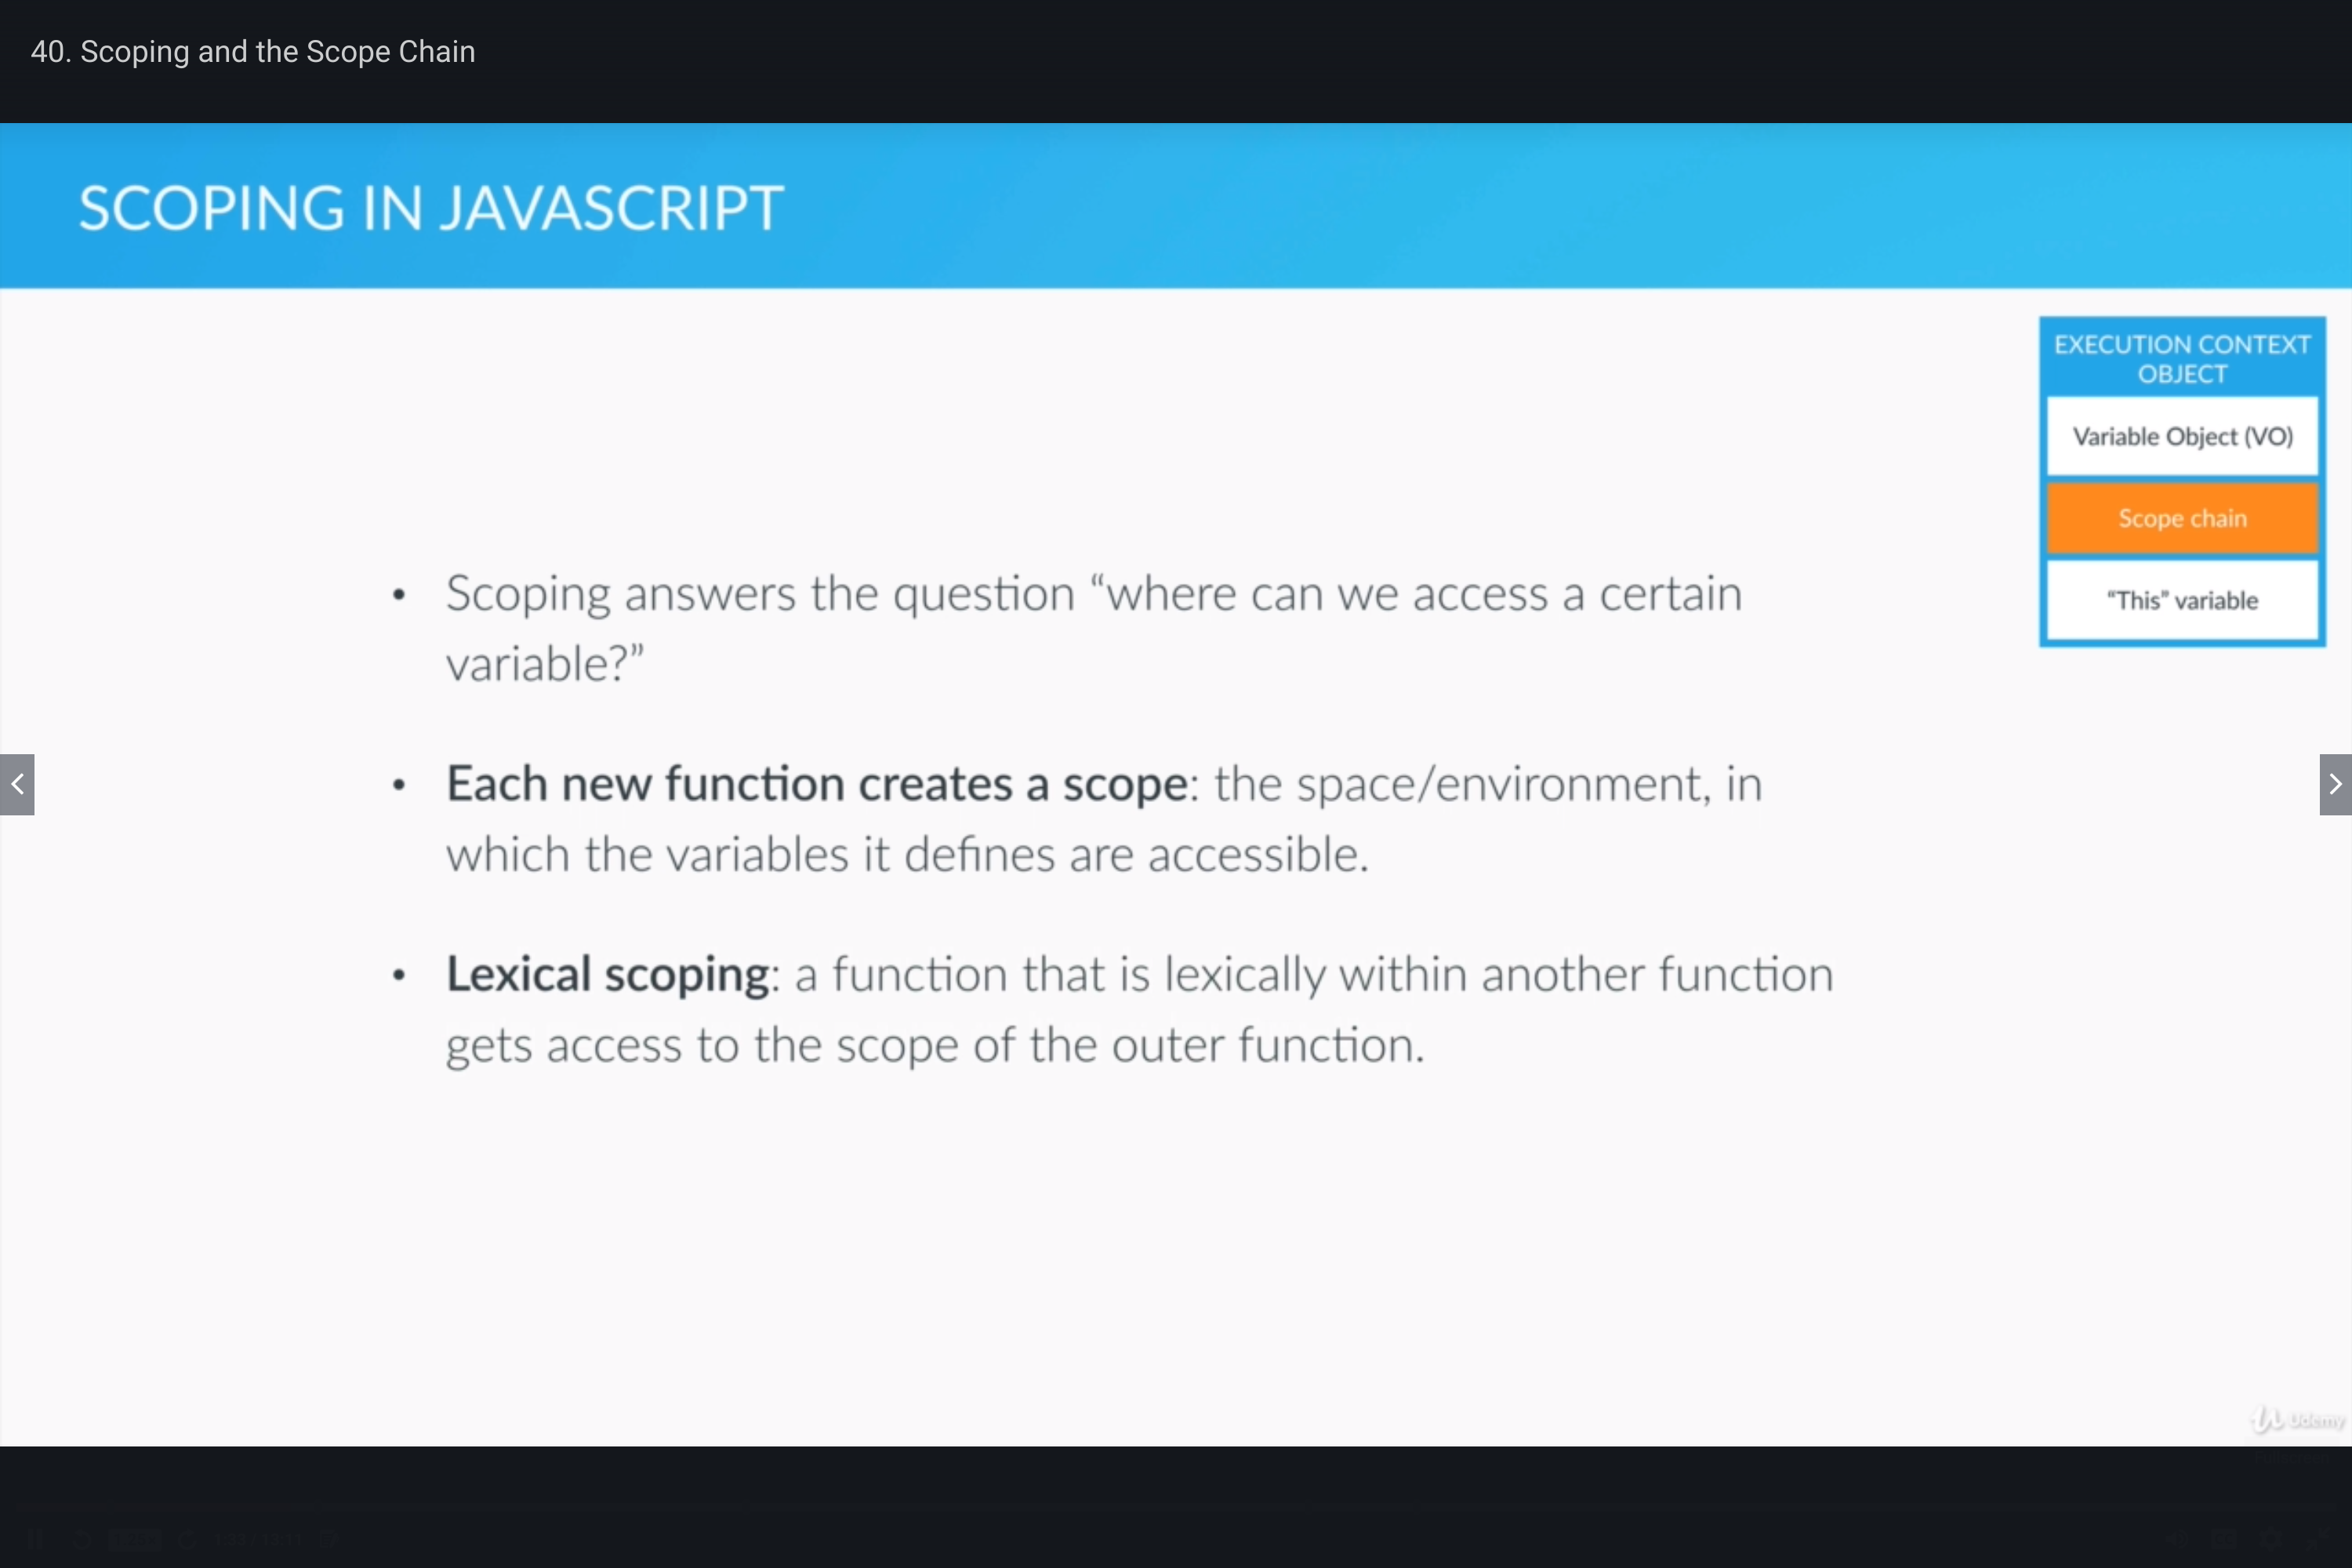 40. Scoping and the Scope Chain
SCOPING IN JAVASCRIPT
EXECUTION CONTEXT
OBJECT
Variable Object (VO)
Scope chain
“This” variable
• Scoping answers the question “where can we access a certain
variable?”
• Each new function creates a scope: the space/environment, in
which the variables it defines are accessible.
• Lexical scoping: a function that is lexically within another function
gets access to the scope of the outer function.
Udemy